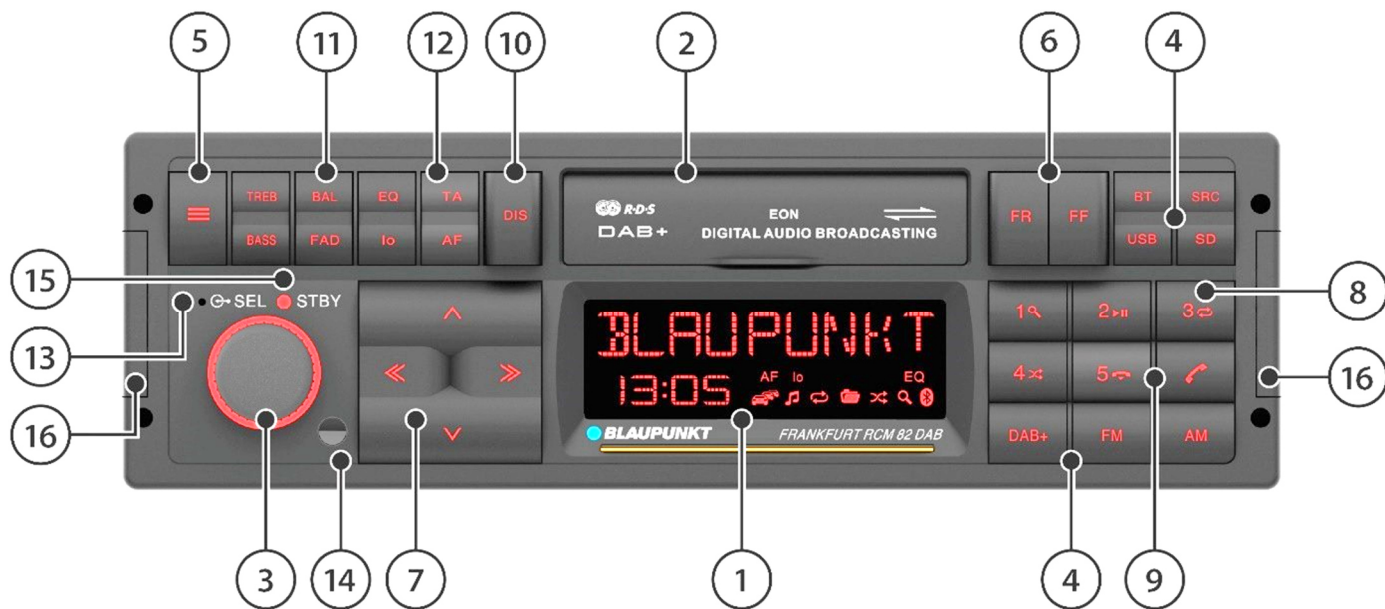 5 11 12 10 2 6 4
TREB BAL EQ TA DIS
BASS FAD lo AF
R·D·S
DAB+
EON
DIGITAL AUDIO BROADCASTING
FR FF
BT SRC
USB SD
15
13
16
SEL STBY
BLAUPUNKT
AF lo EQ
13:05
BLAUPUNKT FRANKFURT RCM 82 DAB
1 2 3
4 5
DAB+ FM AM
8
16
3 14 7 1 4 9